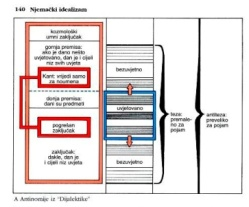 140 Njemački idealizam
kozmološki
umni zaključak
gornja premisa:
ako je dano nešto
uvjetovano, dan je i cijeli
niz svih uvjeta
Kant: vrijedi samo
za noumena
donja premisa:
dani su predmeti
pogrešan
zaključak
zaključak:
dakle, dan je
i cijeli niz uvjeta
bezuvjetno
uvjetovano
bezuvjetno
teza:
premale-
no za
pojam
antiteza:
preveliko
za pojam
A Antinomije iz "Dijalektike"